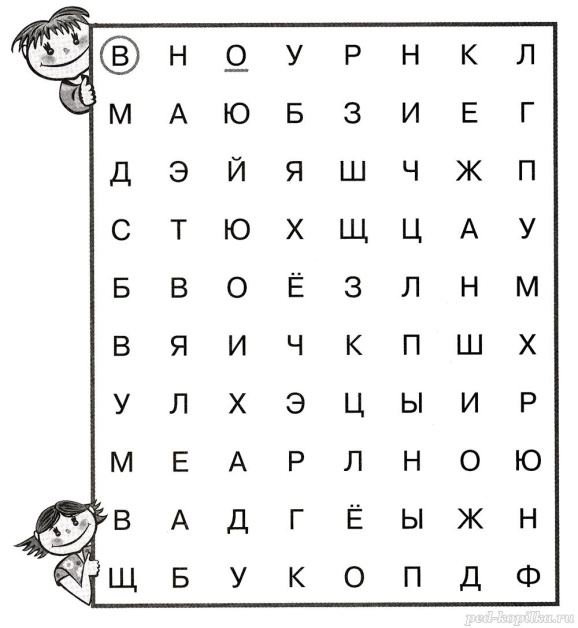 В Н О У Р Н К Л
М А Ю Б З И Е Г
Д Э Й Я Ш Ч Ж П
С Т Ю Х Щ Ц А У
Б В О Ё З Л Н М
В Я И Ч К П Ш Х
У Л Х Э Ц Ы И Р
М Е А Р Л Н О Ю
В А Д Г Ё Ы Ж Н
Щ Б У К О П Д Ф
ped-kopilka.ru